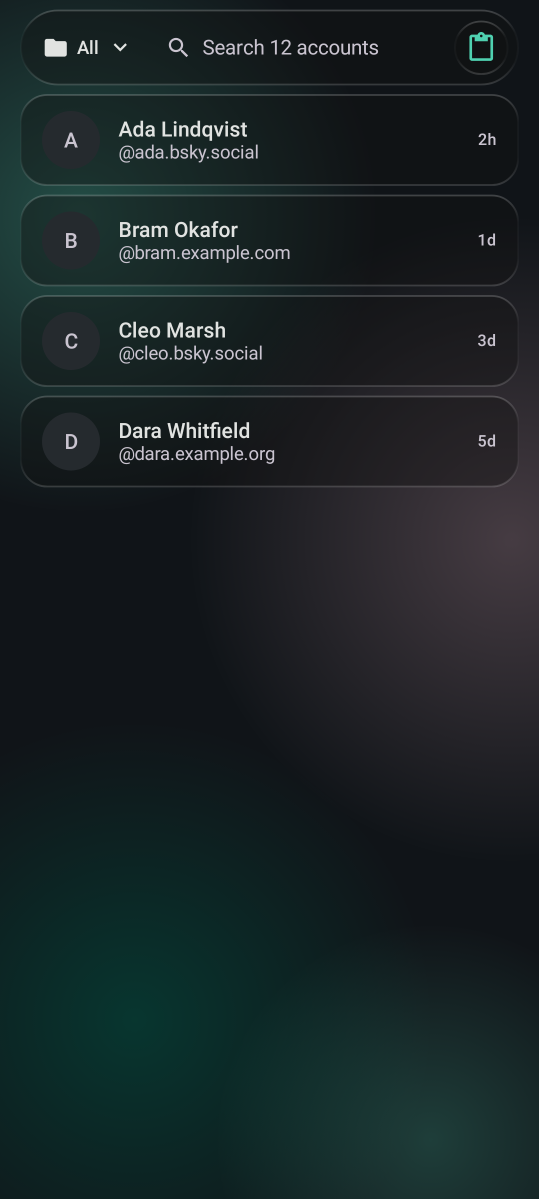 All
Search 12 accounts
A
Ada Lindqvist
@ada.bsky.social
2h
B
Bram Okafor
@bram.example.com
1d
C
Cleo Marsh
@cleo.bsky.social
3d
D
Dara Whitfield
@dara.example.org
5d